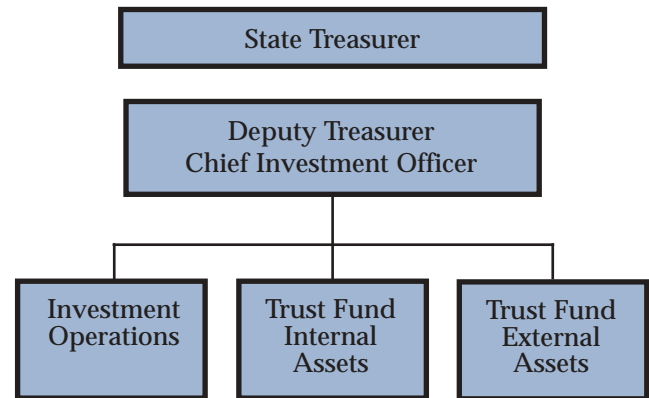 State Treasurer
Deputy Treasurer
Chief Investment Officer
Investment
Operations
Trust Fund
Internal
Assets
Trust Fund
External
Assets